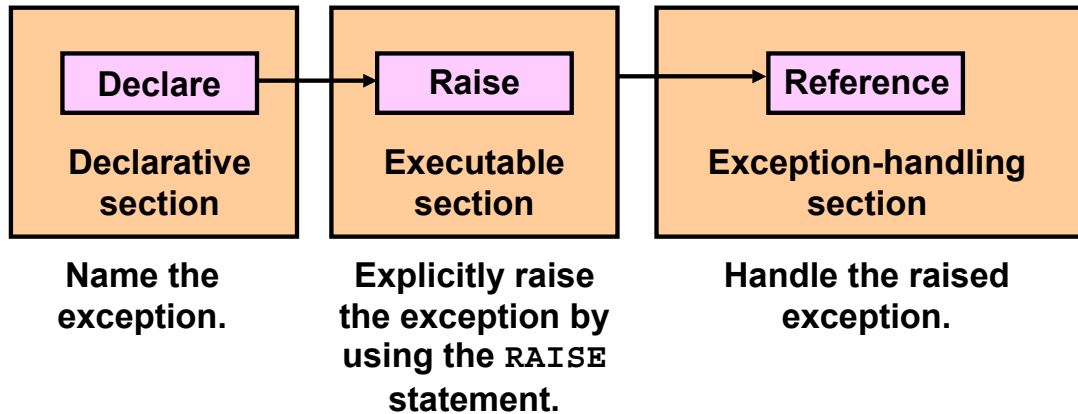 Declare
Declarative
section
Name the
exception.
Raise
Executable
section
Explicitly raise
the exception by
using the RAISE
statement.
Reference
Exception-handling
section
Handle the raised
exception.